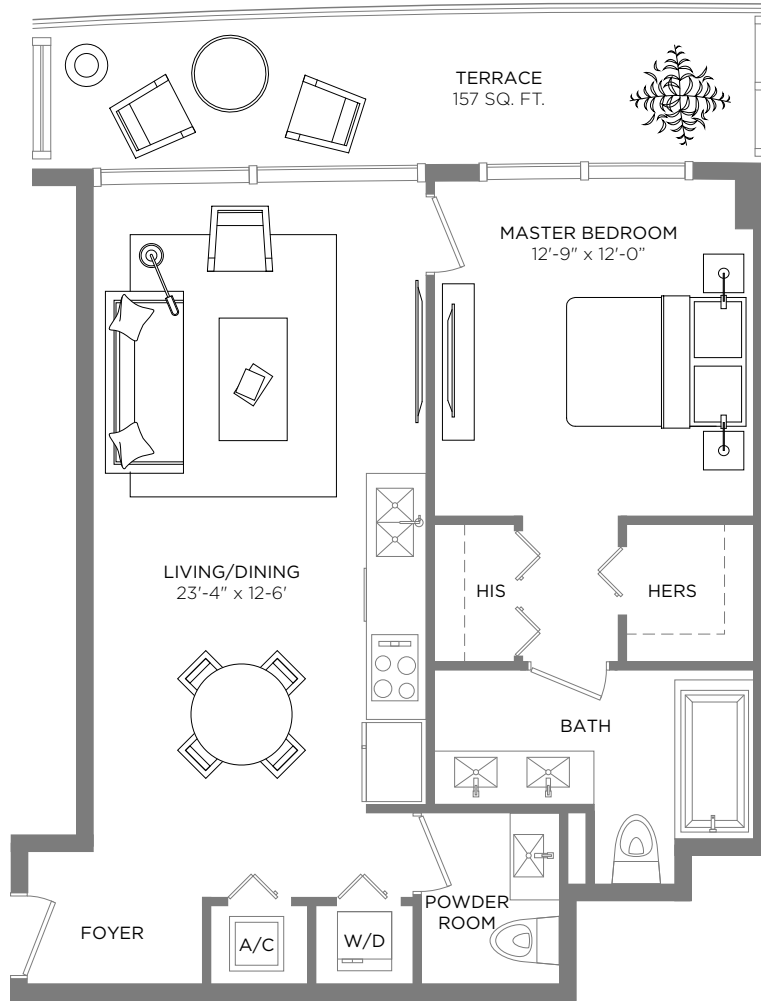 TERRACE
157 SQ. FT.
MASTER BEDROOM
12'-9" x 12'-0”
LIVING/DINING
23'-4" x 12-6'
HIS
HERS
BATH
POWDER
ROOM
FOYER
A/C
W/D